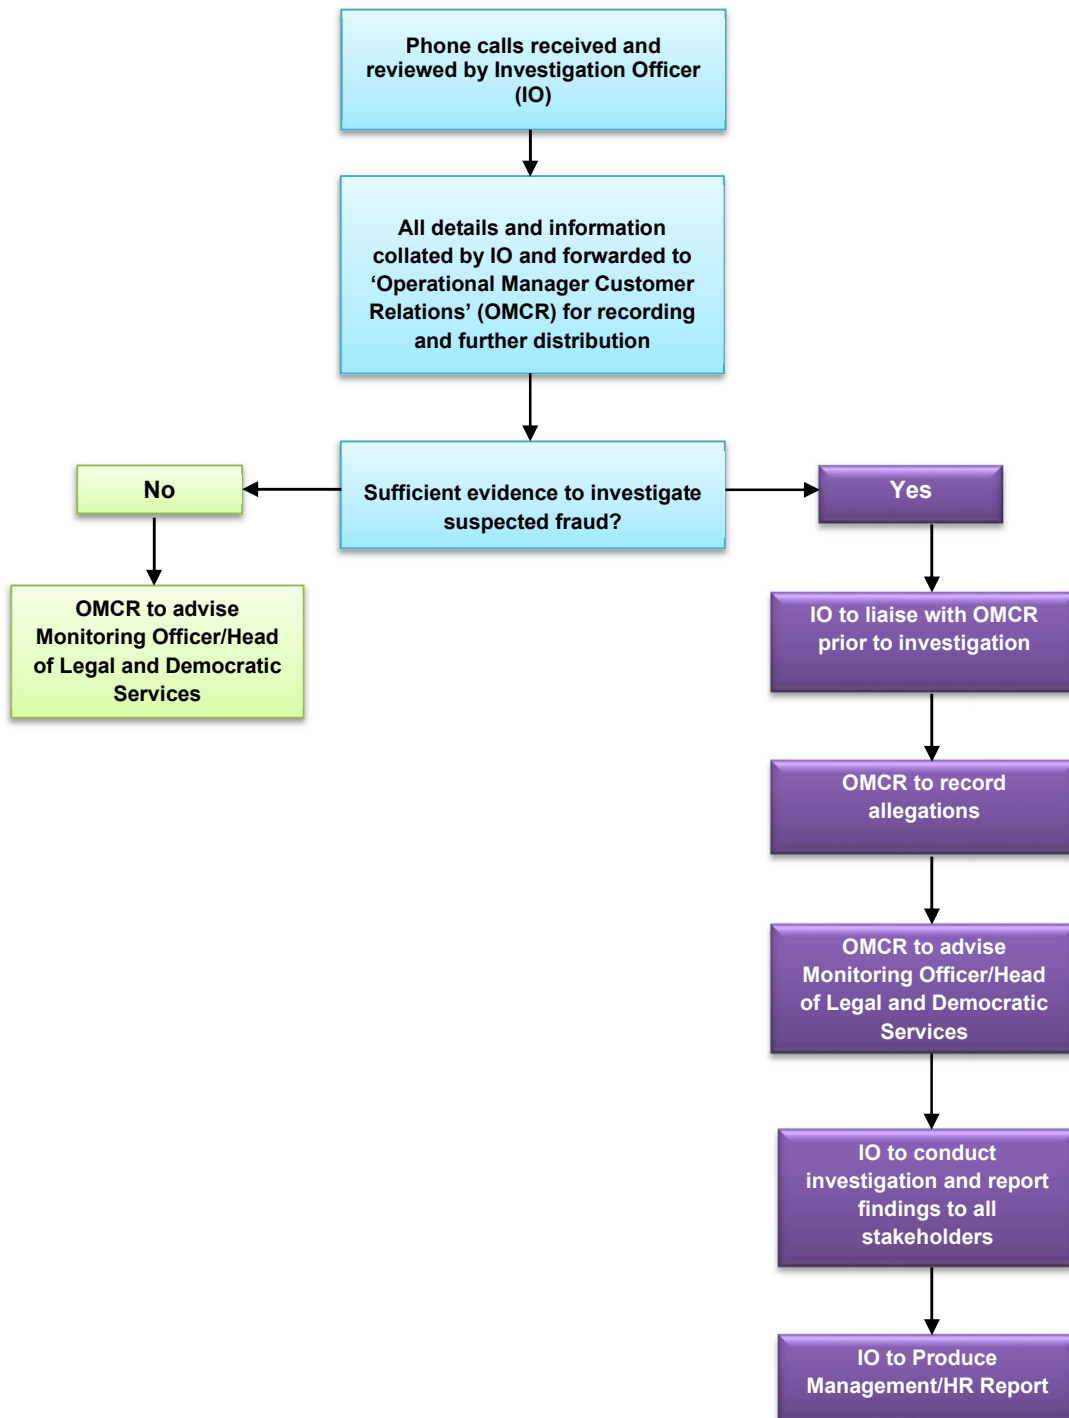 Phone calls received and
reviewed by Investigation Officer
(IO)
All details and information
collated by IO and forwarded to
‘Operational Manager Customer
Relations’ (OMCR) for recording
and further distribution
Sufficient evidence to investigate
suspected fraud?
No
OMCR to advise
Monitoring Officer/Head
of Legal and Democratic
Services
Yes
IO to liaise with OMCR
prior to investigation
OMCR to record
allegations
OMCR to advise
Monitoring Officer/Head
of Legal and Democratic
Services
IO to conduct
investigation and report
findings to all
stakeholders
IO to Produce
Management/HR Report